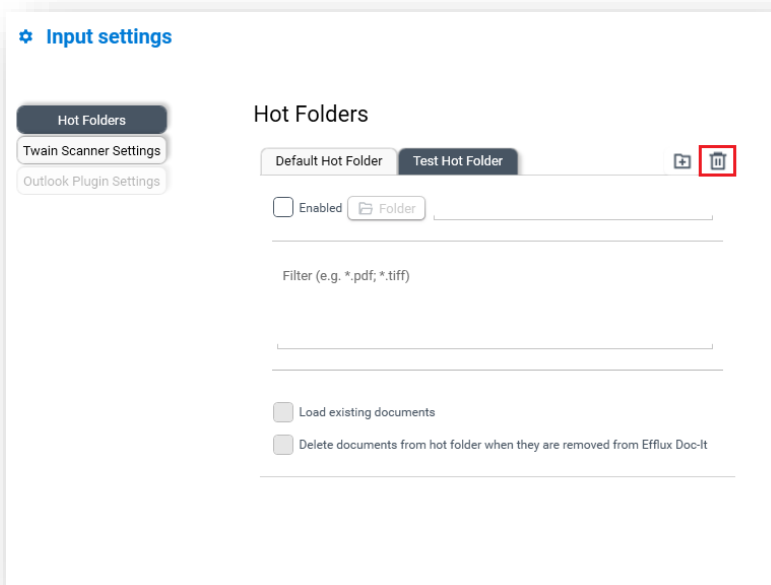 Input settings
Hot Folders
Twain Scanner Settings
Outlook Plugin Settings
Hot Folders
Default Hot Folder
Test Hot Folder
Enabled
Folder
Filter (e.g. *.pdf; *.tiff)
Load existing documents
Delete documents from hot folder when they are removed from Efflux Doc-It